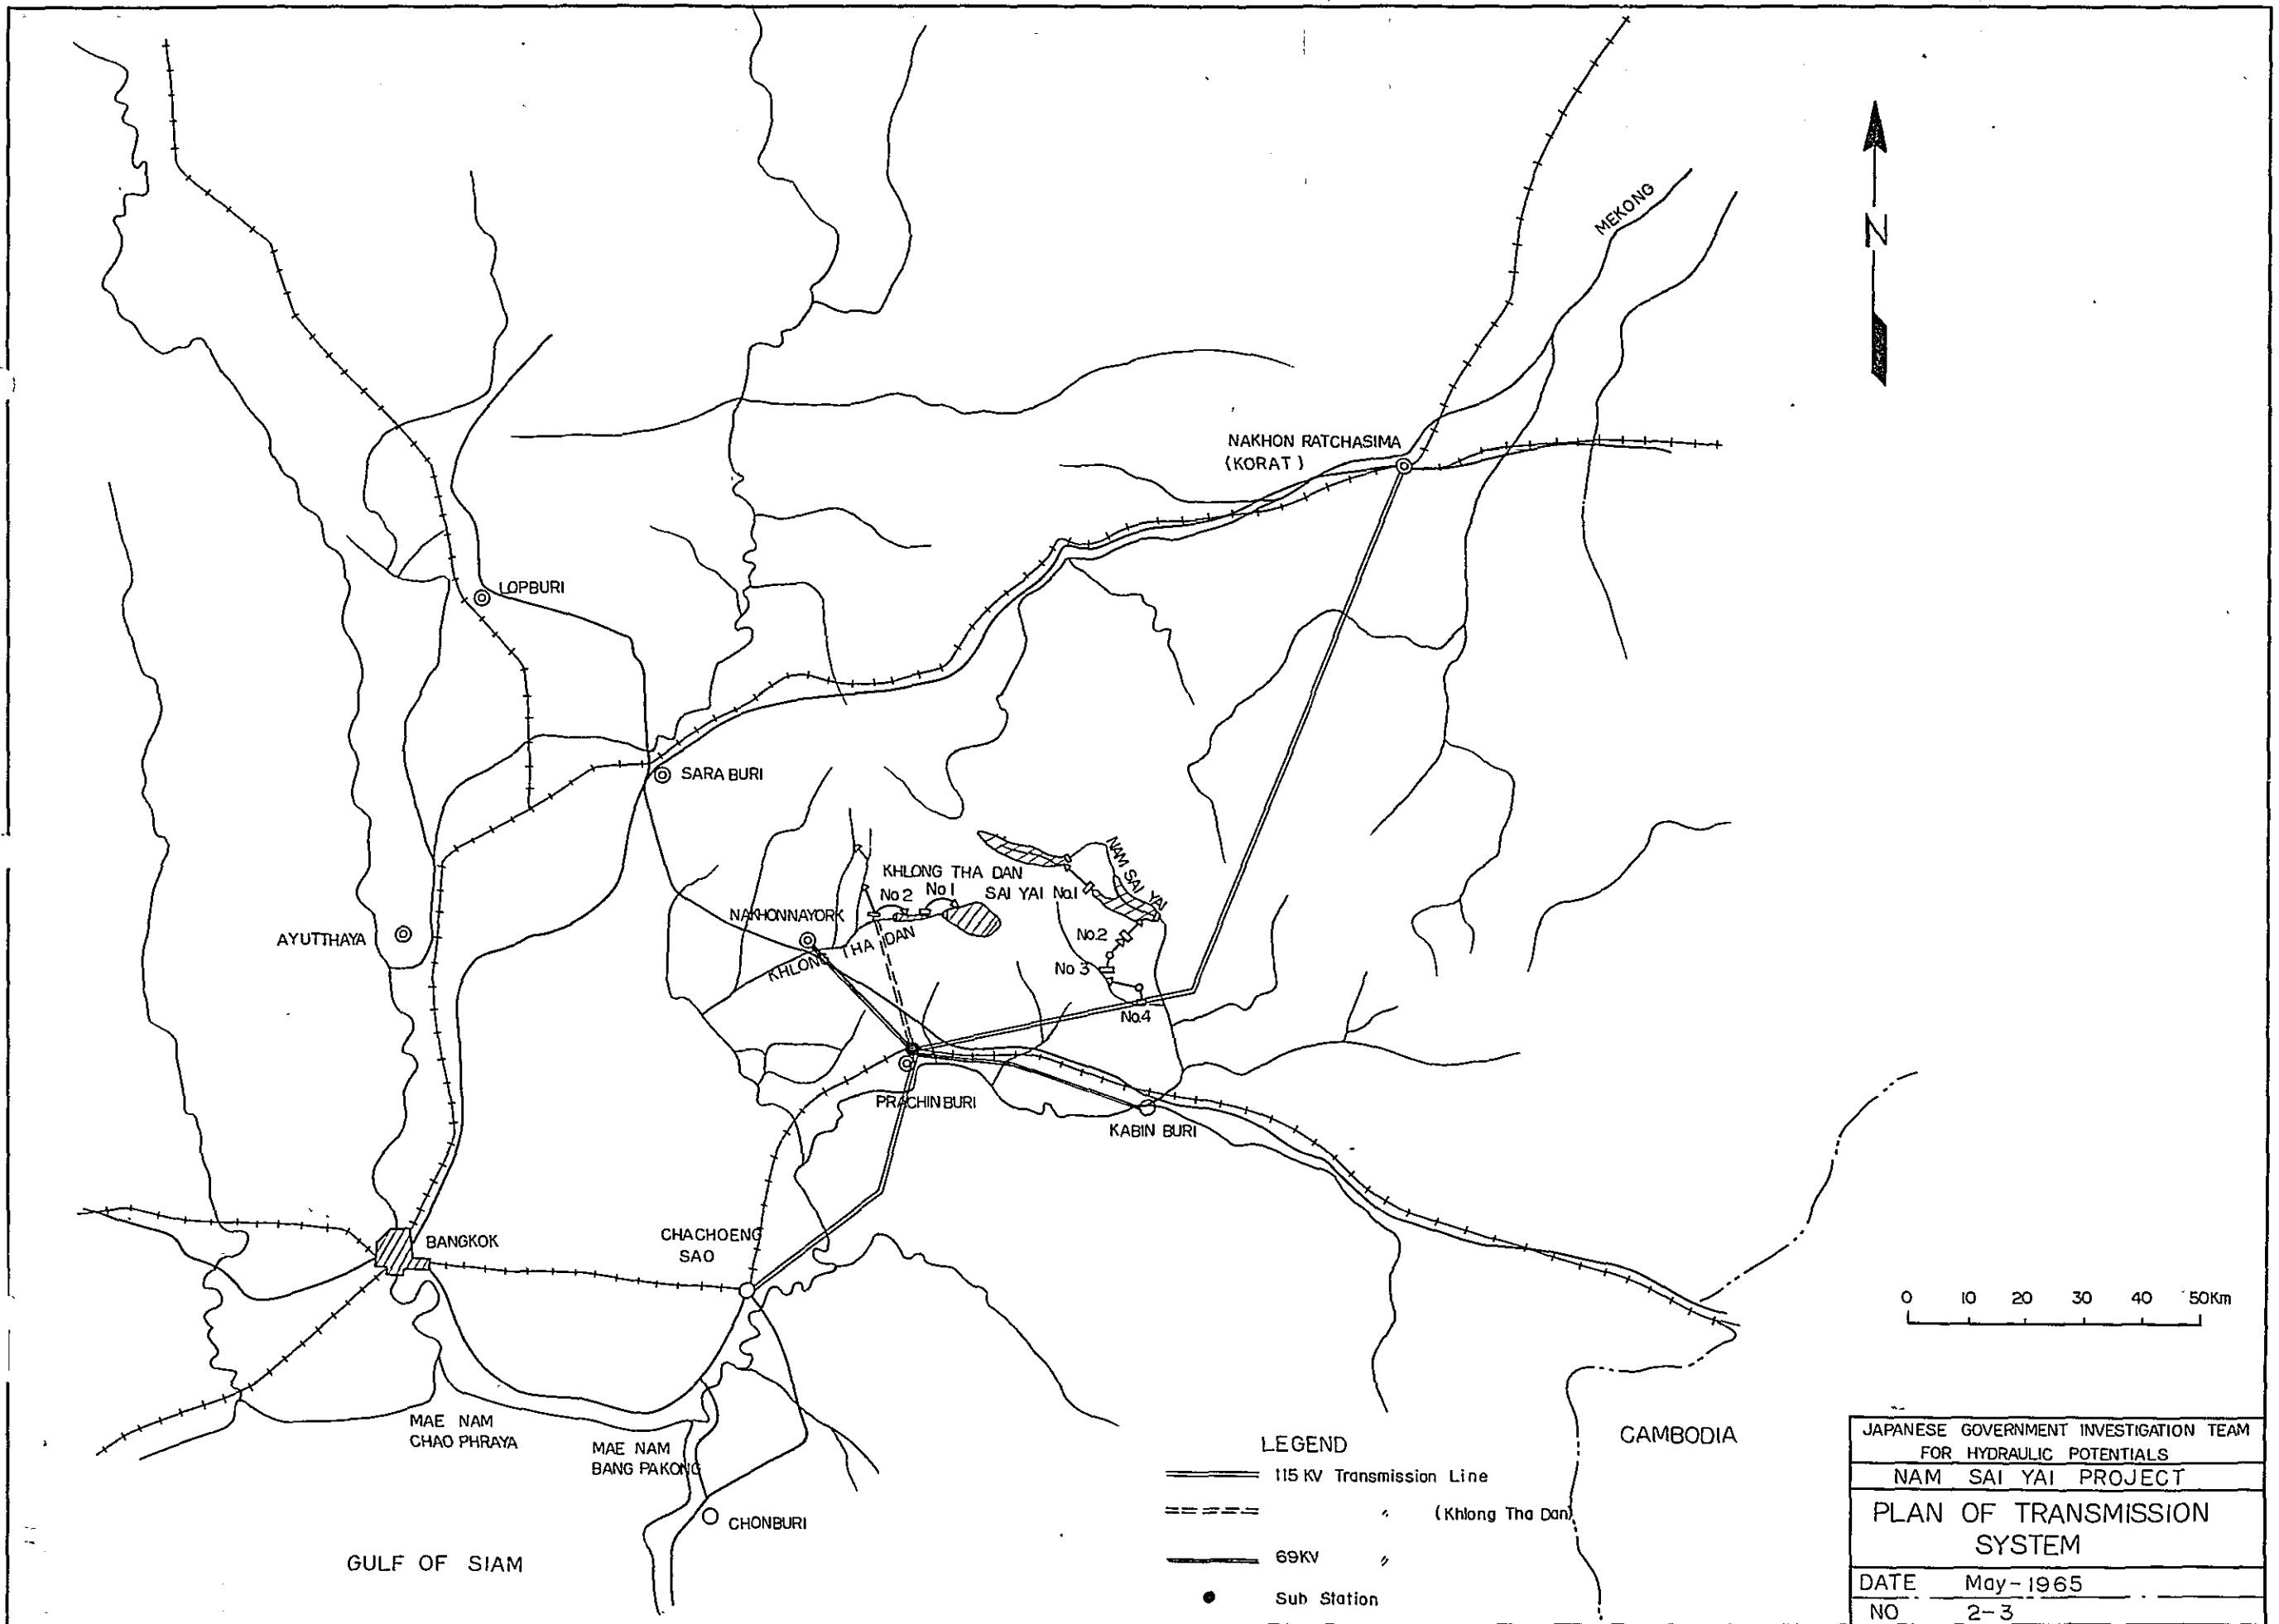 N
MEKONG
NAKHON RATCHASIMA
(KORAT)
LOPBURI
SARA BURI
KHLONG THA DAN
No 2
No 1
SAI YAI No.1
NAM SAI YAI
NAKHONNAYORK
AYUTTHAYA
KHLONG THA DAN
No.2
No 3
No.4
PRACHINBURI
KABIN BURI
BANGKOK
CHACHOENG
SAO
0 10 20 30 40 50Km
MAE NAM
CHAO PHRAYA
MAE NAM
BANG PAKONG
CHONBURI
GULF OF SIAM
CAMBODIA
LEGEND
115 KV Transmission Line
〃 (Khlong Tha Dan)
69KV 〃
Sub Station
JAPANESE GOVERNMENT INVESTIGATION TEAM
FOR HYDRAULIC POTENTIALS
NAM SAI YAI PROJECT
PLAN OF TRANSMISSION
SYSTEM
DATE May-1965
NO 2-3